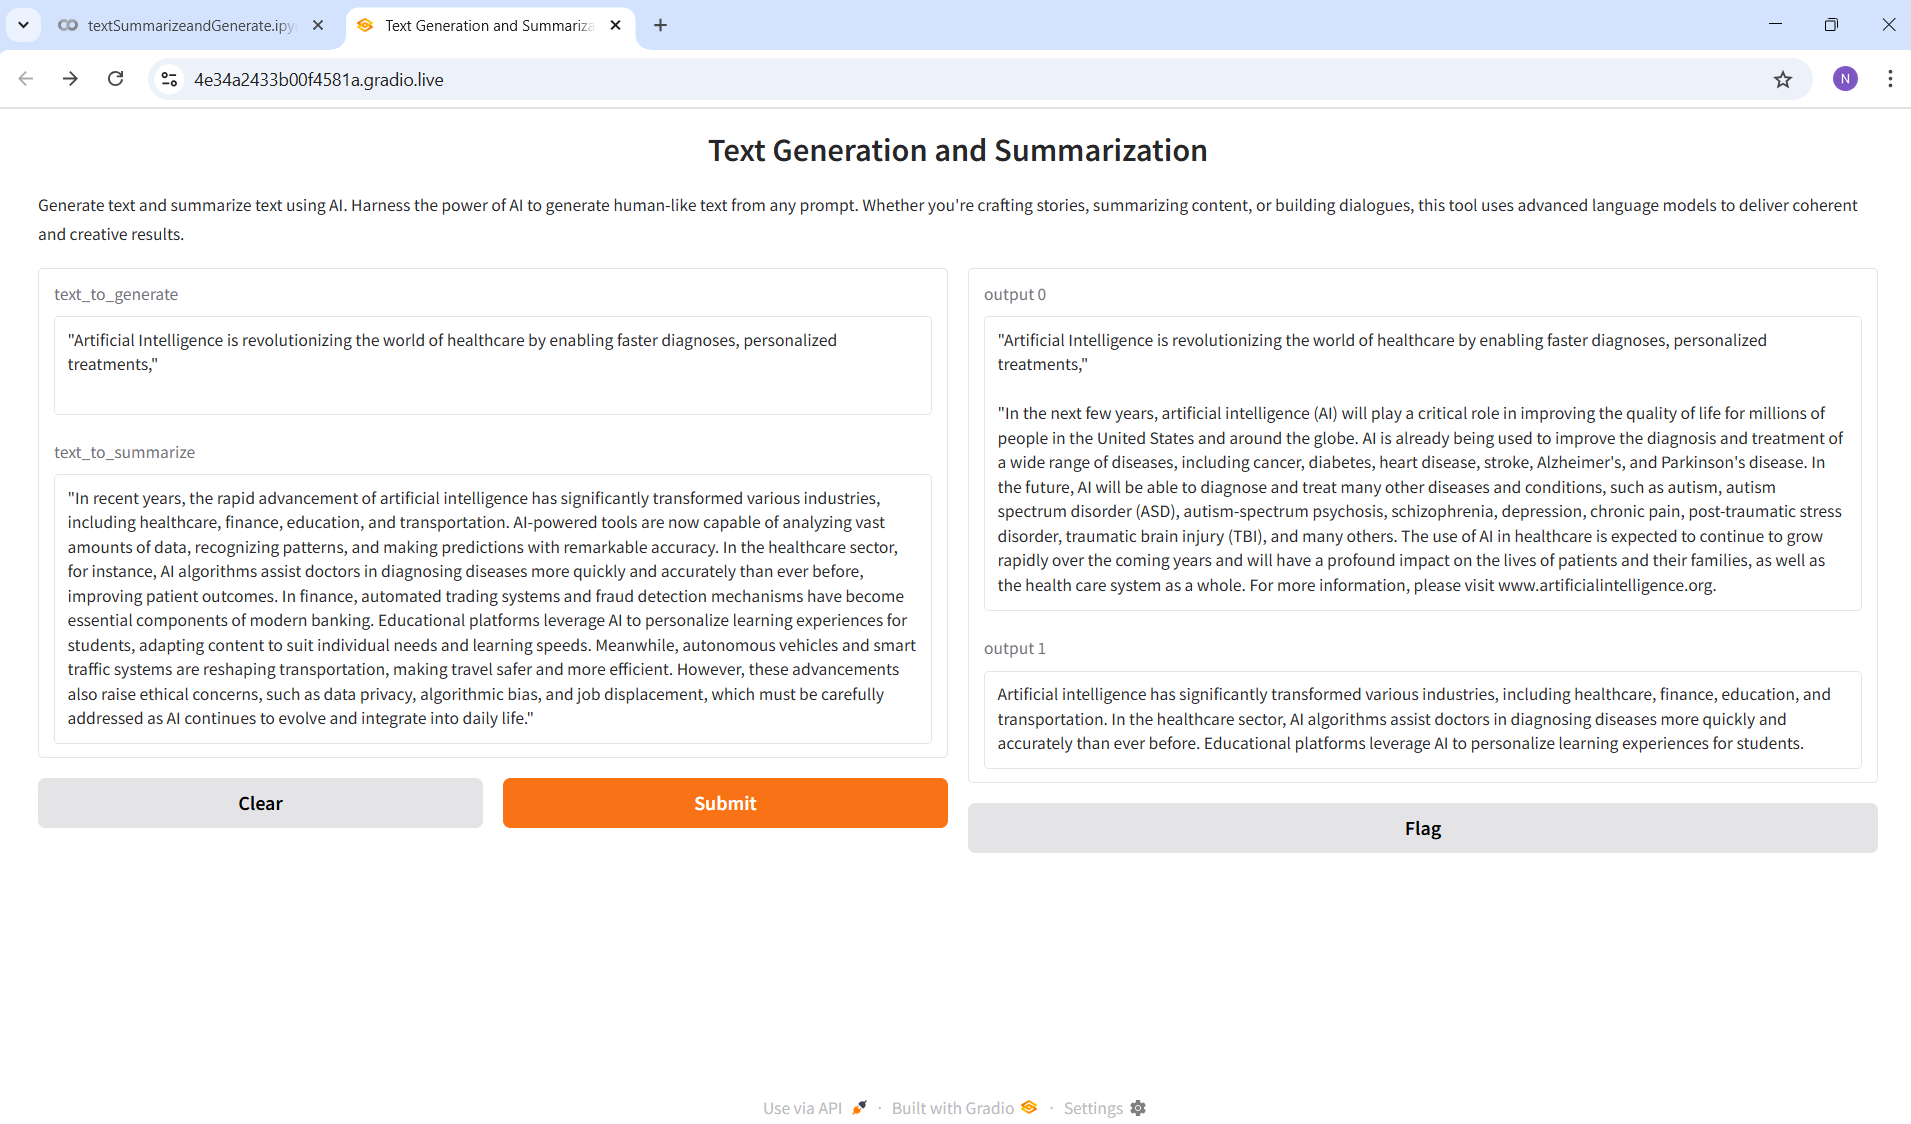 textSummarizeandGenerate.ipy
Text Generation and Summariza
4e34a2433b00f4581a.gradio.live
N
Text Generation and Summarization
Generate text and summarize text using AI. Harness the power of AI to generate human-like text from any prompt. Whether you're crafting stories, summarizing content, or building dialogues, this tool uses advanced language models to deliver coherent
and creative results.
text_to_generate
"Artificial Intelligence is revolutionizing the world of healthcare by enabling faster diagnoses, personalized
treatments,"
text_to_summarize
"In recent years, the rapid advancement of artificial intelligence has significantly transformed various industries,
including healthcare, finance, education, and transportation. AI-powered tools are now capable of analyzing vast
amounts of data, recognizing patterns, and making predictions with remarkable accuracy. In the healthcare sector,
for instance, AI algorithms assist doctors in diagnosing diseases more quickly and accurately than ever before,
improving patient outcomes. In finance, automated trading systems and fraud detection mechanisms have become
essential components of modern banking. Educational platforms leverage AI to personalize learning experiences for
students, adapting content to suit individual needs and learning speeds. Meanwhile, autonomous vehicles and smart
traffic systems are reshaping transportation, making travel safer and more efficient. However, these advancements
also raise ethical concerns, such as data privacy, algorithmic bias, and job displacement, which must be carefully
addressed as AI continues to evolve and integrate into daily life."
Clear
Submit
output 0
"Artificial Intelligence is revolutionizing the world of healthcare by enabling faster diagnoses, personalized
treatments,"
"In the next few years, artificial intelligence (AI) will play a critical role in improving the quality of life for millions of
people in the United States and around the globe. AI is already being used to improve the diagnosis and treatment of
a wide range of diseases, including cancer, diabetes, heart disease, stroke, Alzheimer's, and Parkinson's disease. In
the future, AI will be able to diagnose and treat many other diseases and conditions, such as autism, autism
spectrum disorder (ASD), autism-spectrum psychosis, schizophrenia, depression, chronic pain, post-traumatic stress
disorder, traumatic brain injury (TBI), and many others. The use of AI in healthcare is expected to continue to grow
rapidly over the coming years and will have a profound impact on the lives of patients and their families, as well as
the health care system as a whole. For more information, please visit www.artificialintelligence.org.
output 1
Artificial intelligence has significantly transformed various industries, including healthcare, finance, education, and
transportation. In the healthcare sector, AI algorithms assist doctors in diagnosing diseases more quickly and
accurately than ever before. Educational platforms leverage AI to personalize learning experiences for students.
Flag
Use via API · Built with Gradio · Settings